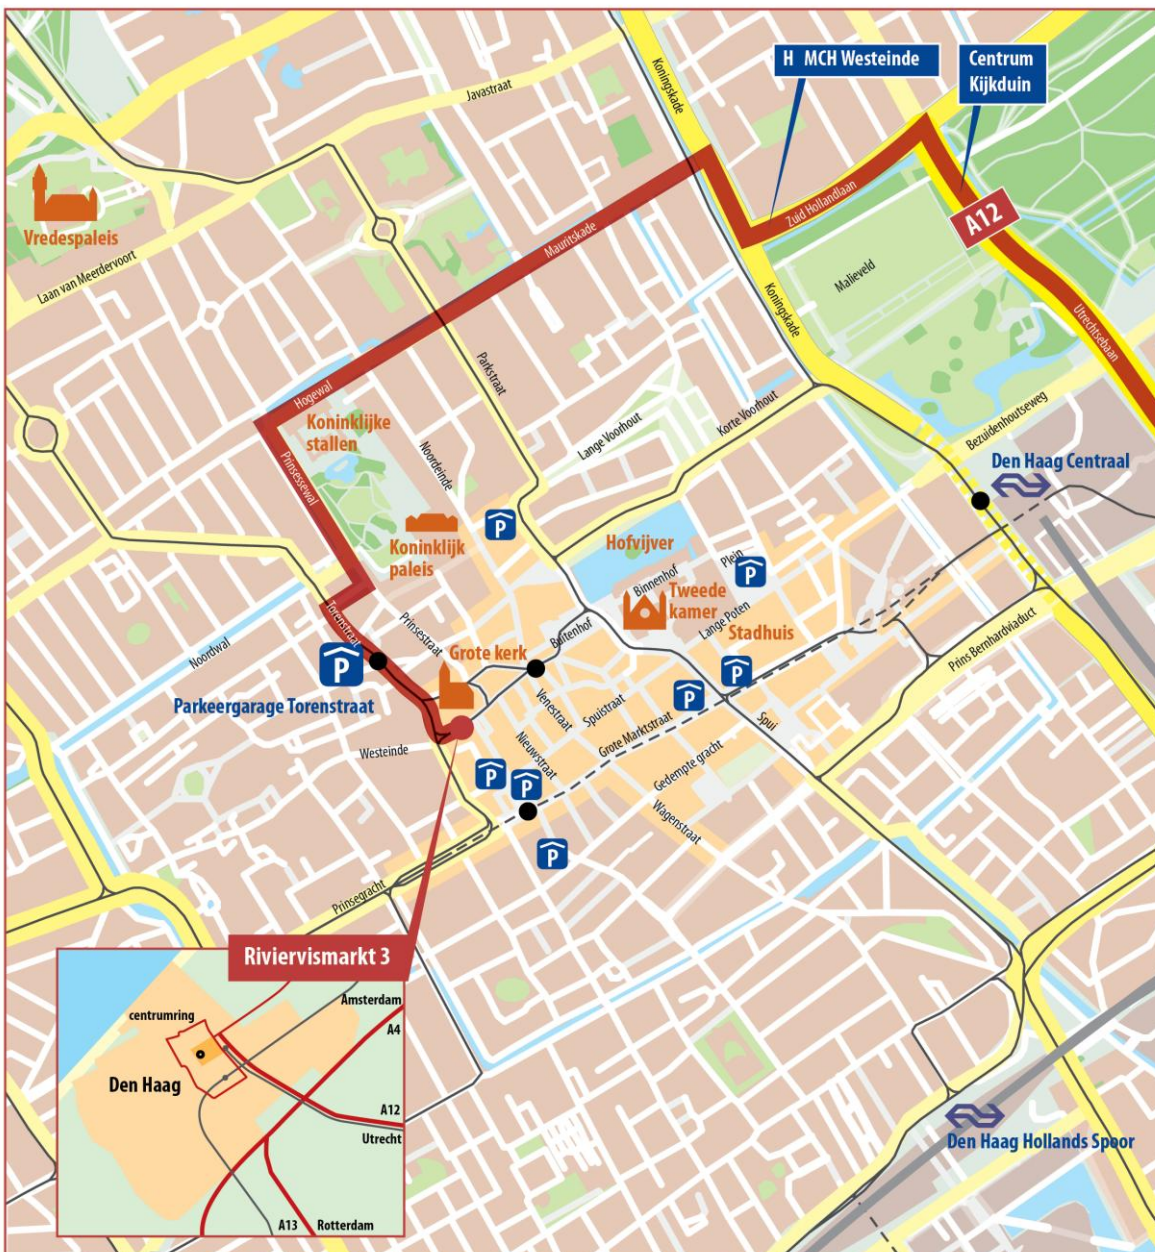 H MCH Westeinde
Centrum
Kijkduin
Koningskade
Javastraat
Zuid Hollandlaan
A12
Vredespaleis
Mauritskade
Laan van Meerdervoort
Malieveld
Koningskade
Utrechtsebaan
Parkstraat
Hogewal
Koninklijke
stallen
Lange Voorhout
Korte Voorhout
Bezuidenhoutseweg
Noordeinde
Prinsessewal
Den Haag Centraal
P
Koninklijk
paleis
Hofvijver
Plein
P
Binnenhof
Tweede
kamer
Torenstraat
Prinsestraat
Buitenhof
Lange Poten
Stadhuis
Noordwal
Grote kerk
Prins Bernhardviaduct
P
P
P
Parkeergarage Torenstraat
Venestraat
Spuistraat
Spui
Westeinde
Grote Marktstraat
Nieuwstraat
Gedempte gracht
P
P
Wagenstraat
P
Prinsegracht
Riviervismarkt 3
Amsterdam
centrumring
A4
Den Haag
A12
Utrecht
A13
Rotterdam
Den Haag Hollands Spoor